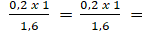 0,2 x 1 / 1,6 = 0,2 x 1 / 1,6 =